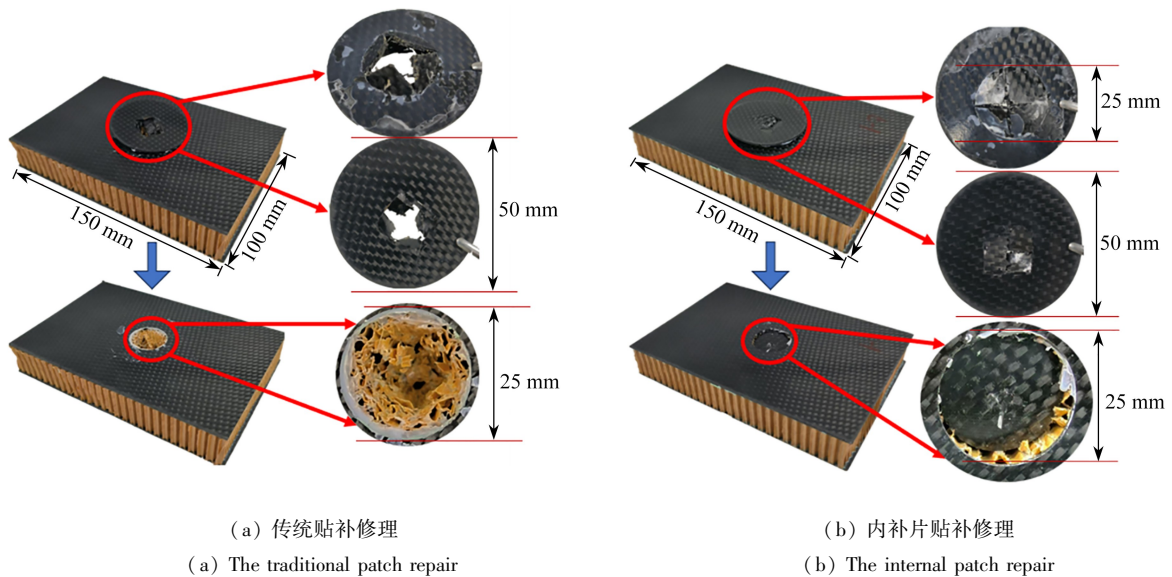 50 mm
150 mm
100 mm
25 mm
(a) 传统贴补修理
(a) The traditional patch repair
25 mm
150 mm
100 mm
50 mm
25 mm
(b) 内补片贴补修理
(b) The internal patch repair